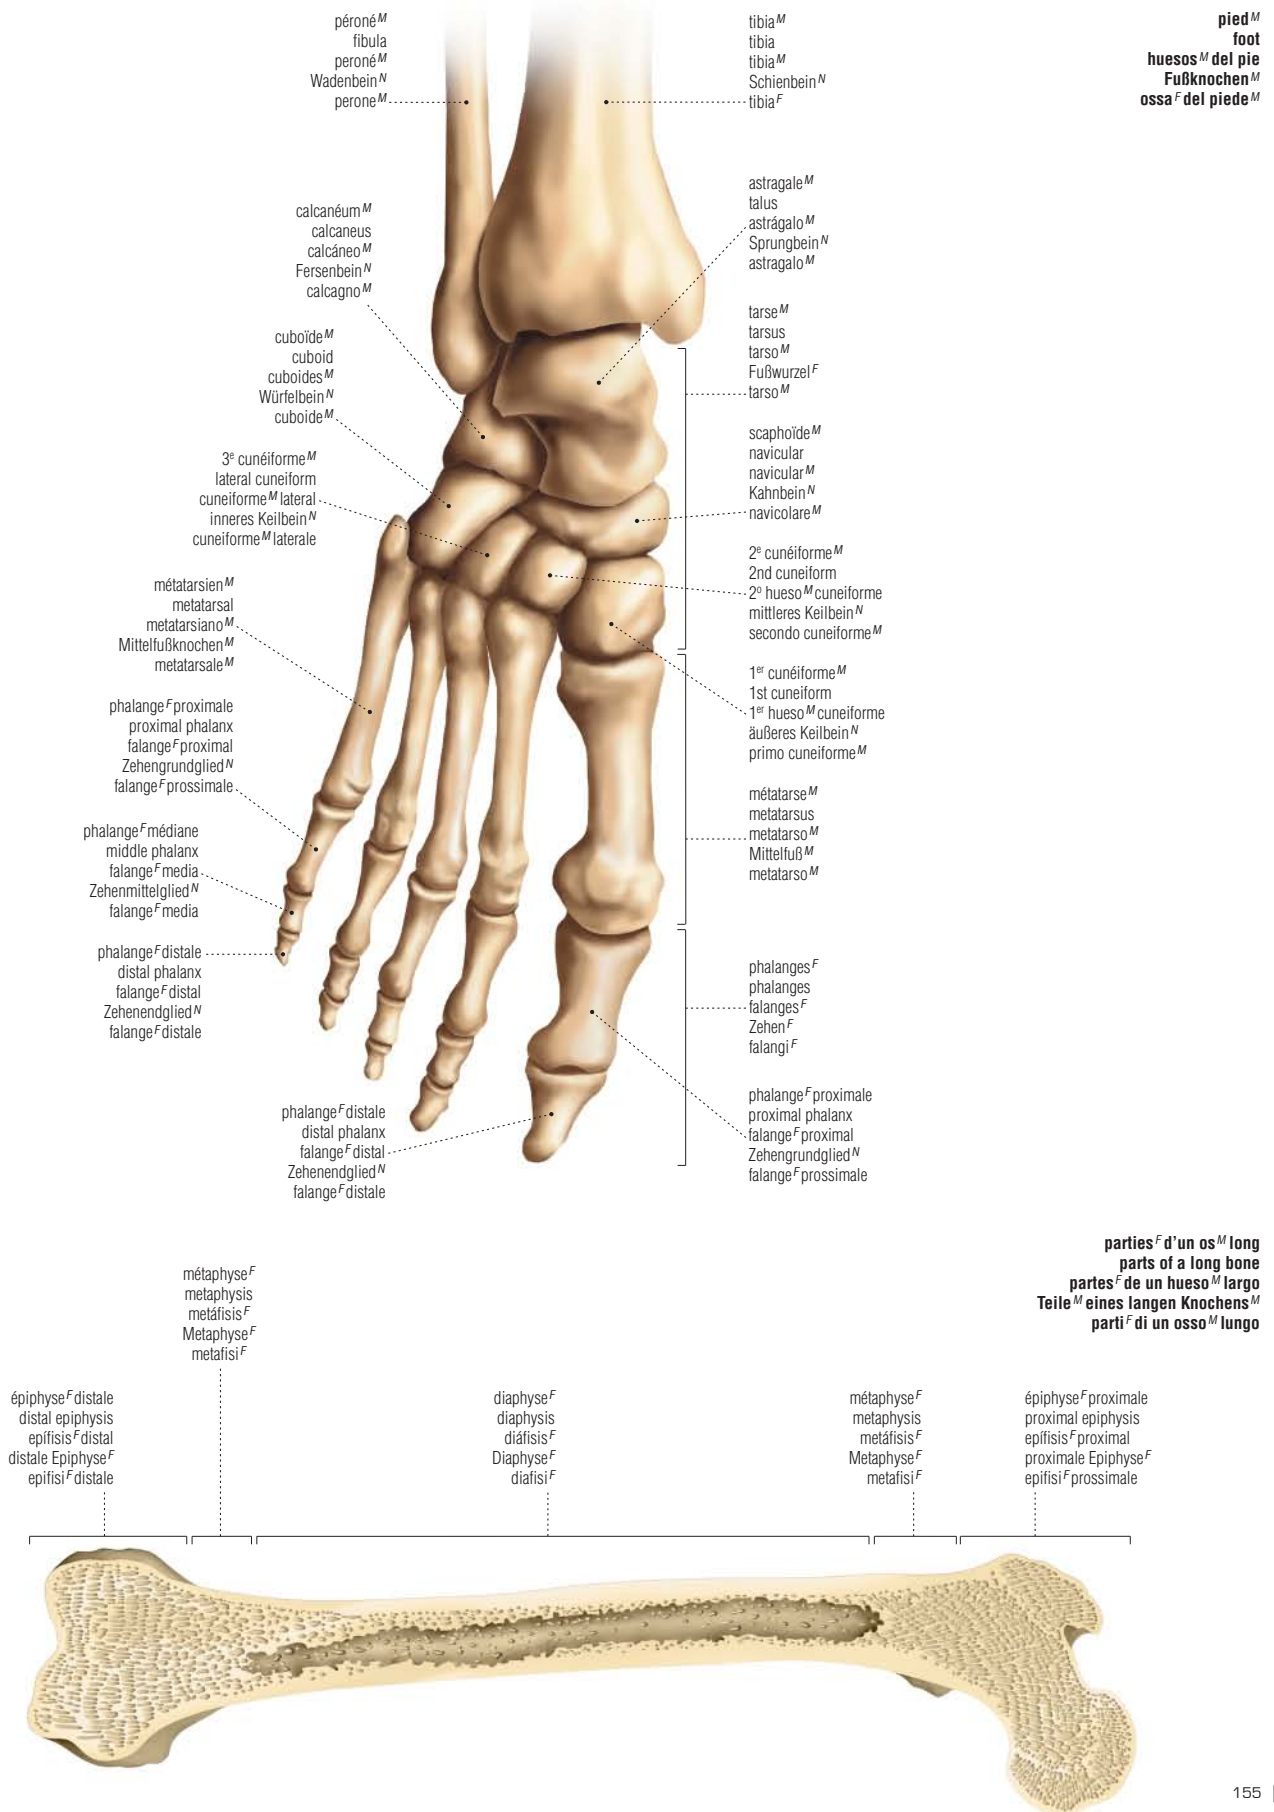 péroné M
fibula
peroné M
Wadenbein N
perone M
tibia M
tibia
tibia M
Schienbein N
tibia F
pied M
foot
huesos M del pie
Fußknochen M
ossa F del piede M
calcanéum M
calcaneus
calcáneo M
Fersenbein N
calcagno M
astragale M
talus
astrágalo M
Sprungbein N
astragalo M
cuboïde M
cuboid
cuboides M
Würfelbein N
cuboide M
tarse M
tarsus
tarso M
Fußwurzel F
tarso M
3e cunéiforme M
lateral cuneiform
cuneiforme M lateral
inneres Keilbein N
cuneiforme M laterale
scaphoïde M
navicular
navicular M
Kahnbein N
navicolare M
2e cunéiforme M
2nd cuneiform
2o hueso M cuneiforme
mittleres Keilbein N
secondo cuneiforme M
métatarsien M
metatarsal
metatarsiano M
Mittelfußknochen M
metatarsale M
1er cunéiforme M
1st cuneiform
1er hueso M cuneiforme
äußeres Keilbein N
primo cuneiforme M
phalange F proximale
proximal phalanx
falange F proximal
Zehengrundglied N
falange F prossimale
métatarse M
metatarsus
metatarso M
Mittelfuß M
metatarso M
phalange F médiane
middle phalanx
falange F media
Zehenmittelglied N
falange F media
phalange F distale
distal phalanx
falange F distal
Zehenendglied N
falange F distale
phalanges F
phalanges
falanges F
Zehen F
falangi F
phalange F proximale
proximal phalanx
falange F proximal
Zehengrundglied N
falange F prossimale
phalange F distale
distal phalanx
falange F distal
Zehenendglied N
falange F distale
parties F d'un os M long
parts of a long bone
partes F de un hueso M largo
Teile M eines langen Knochens M
parti F di un osso M lungo
métaphyse F
metaphysis
metáfisis F
Metaphyse F
metafisi F
épiphyse F distale
distal epiphysis
epífisis F distal
distale Epiphyse F
epifisi F distale
diaphyse F
diaphysis
diáfisis F
Diaphyse F
diafisi F
métaphyse F
metaphysis
metáfisis F
Metaphyse F
metafisi F
épiphyse F proximale
proximal epiphysis
epífisis F proximal
proximale Epiphyse F
epifisi F prossimale
155